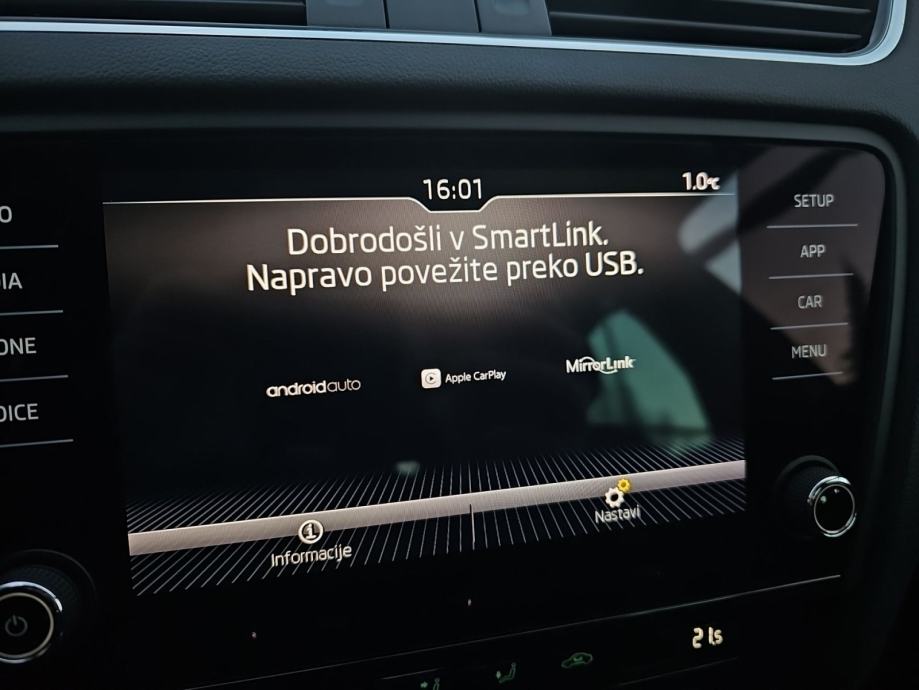 16:01
1.0°C
Dobrodošli v SmartLink.
Napravo povežite preko USB.
androidauto
Apple CarPlay
MirrorLink
Informacije
Nastavi
SETUP
APP
CAR
MENU
O
IA
ONE
OICE